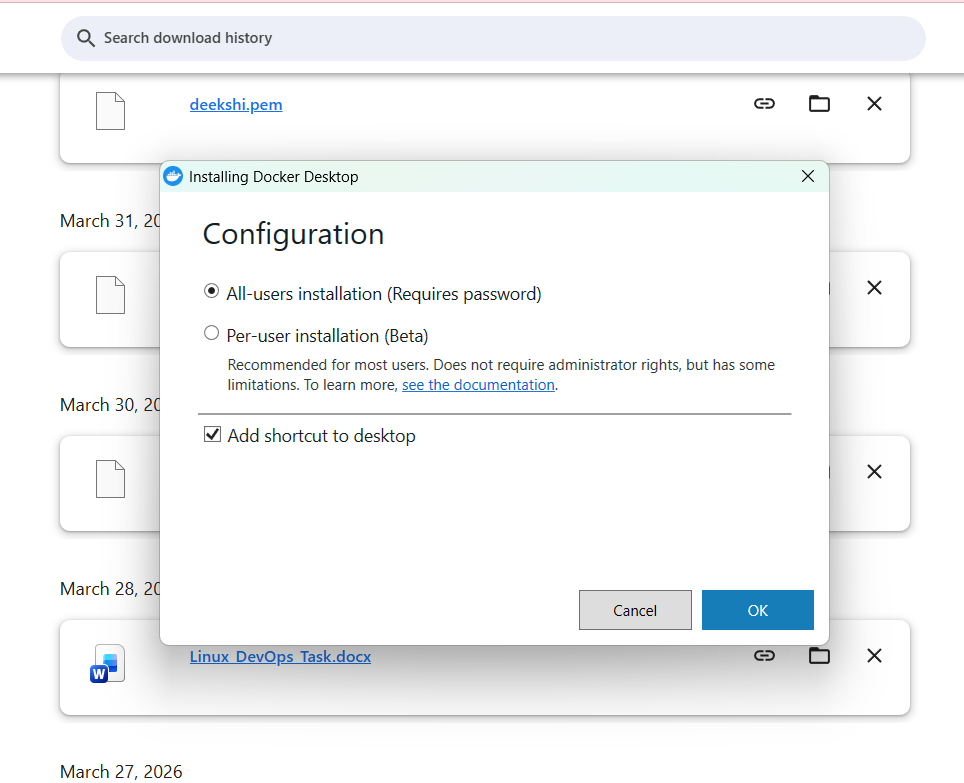 Search download history
deekshi.pem
Installing Docker Desktop
March 31, 20
Configuration
All-users installation (Requires password)
Per-user installation (Beta)
Recommended for most users. Does not require administrator rights, but has some
limitations. To learn more, see the documentation.
March 30, 20
Add shortcut to desktop
March 28, 20
Cancel
OK
W
Linux_DevOps_Task.docx
March 27, 2026